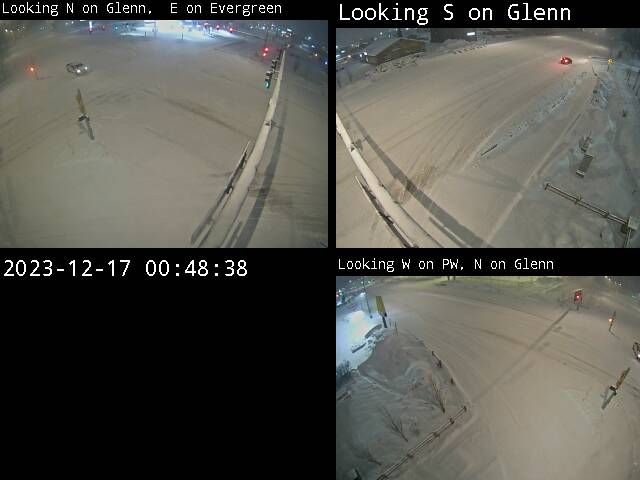 Looking N on Glenn,  E on Evergreen
Looking S on Glenn
2023-12-17 00:48:38
Looking W on PW, N on Glenn